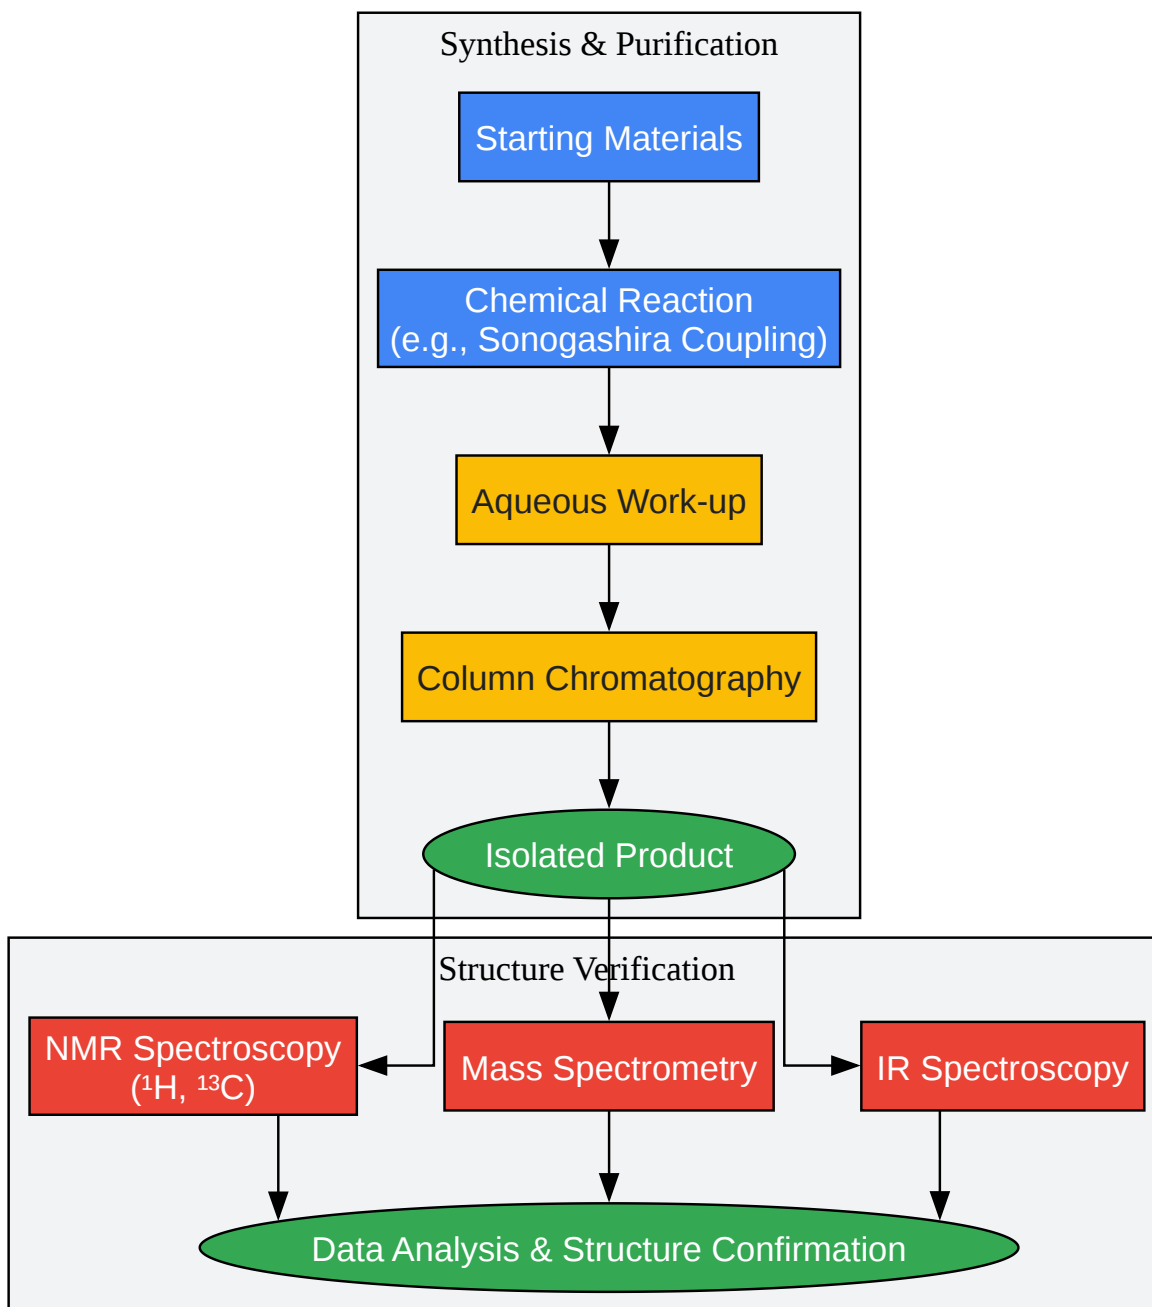 Synthesis & Purification
Starting Materials
Chemical Reaction
(e.g., Sonogashira Coupling)
Aqueous Work-up
Column Chromatography
Isolated Product
Structure Verification
NMR Spectroscopy
(¹H, ¹³C)
Mass Spectrometry
IR Spectroscopy
Data Analysis & Structure Confirmation